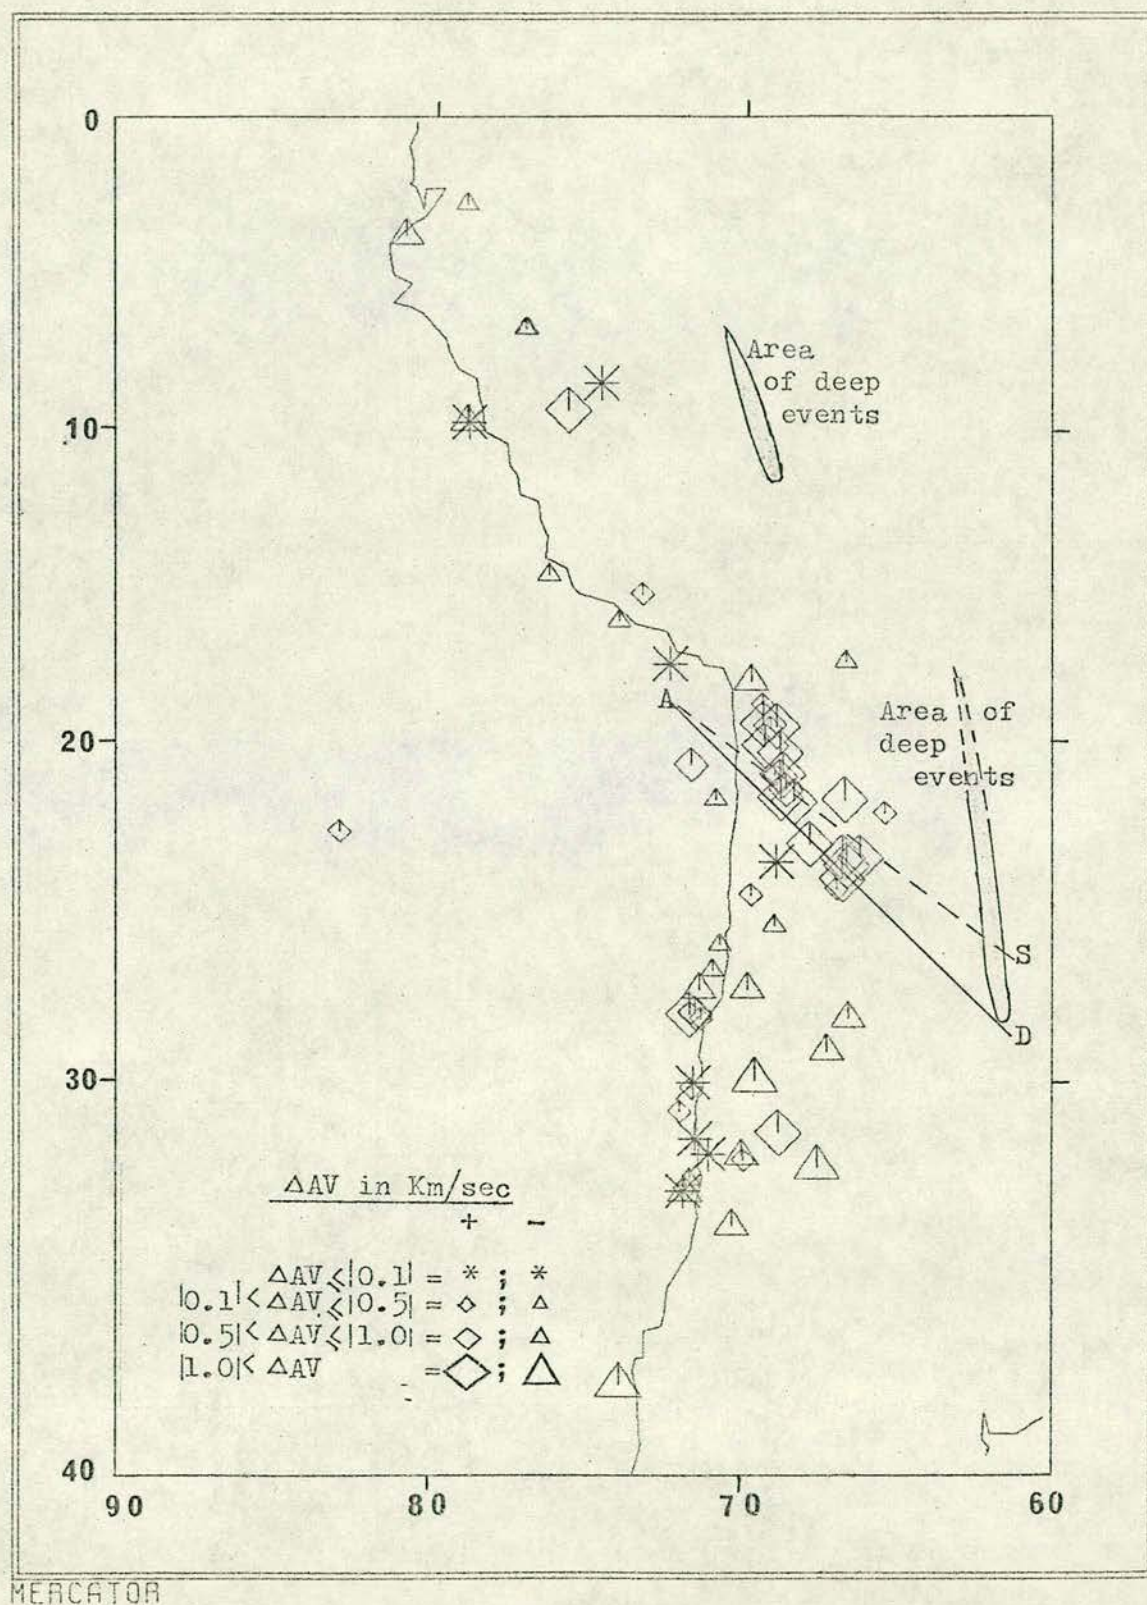 0
Area
of deep
events
10
A
20
Area of
deep
events
S
D
30
ΔAV in Km/sec
+ -
ΔAV ⩽|0.1| = * ; *
|0.1|< ΔAV ⩽|0.5| = ◇ ; △
|0.5|< ΔAV ⩽|1.0| = ◇ ; △
|1.0|< ΔAV = ◇ ; △
40
90 80 70 60
MERCATOR